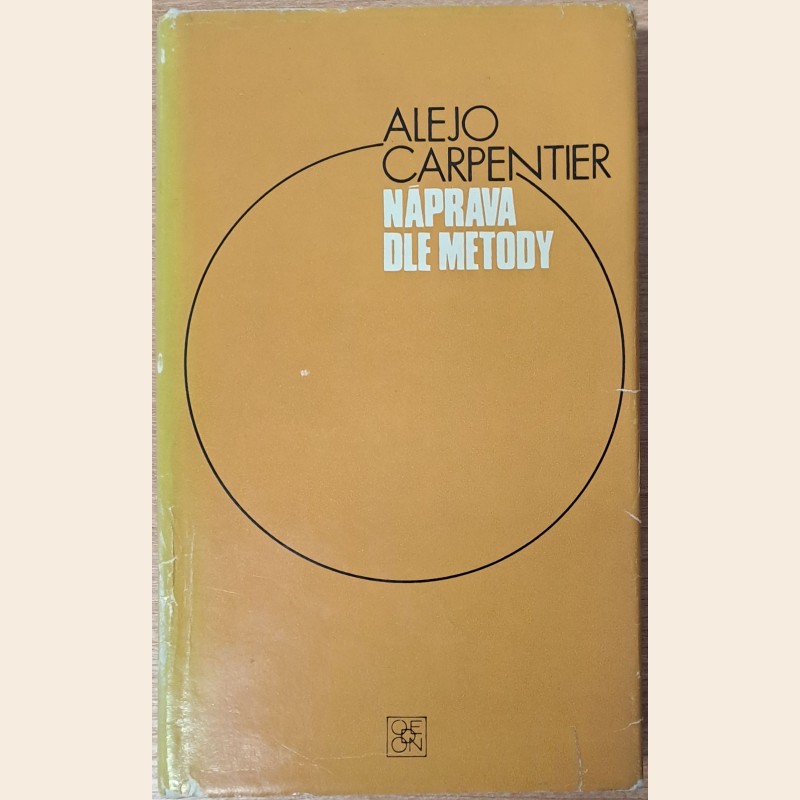 ALEJO
CARPENTIER
NÁPRAVA
DLE METODY
ODEON